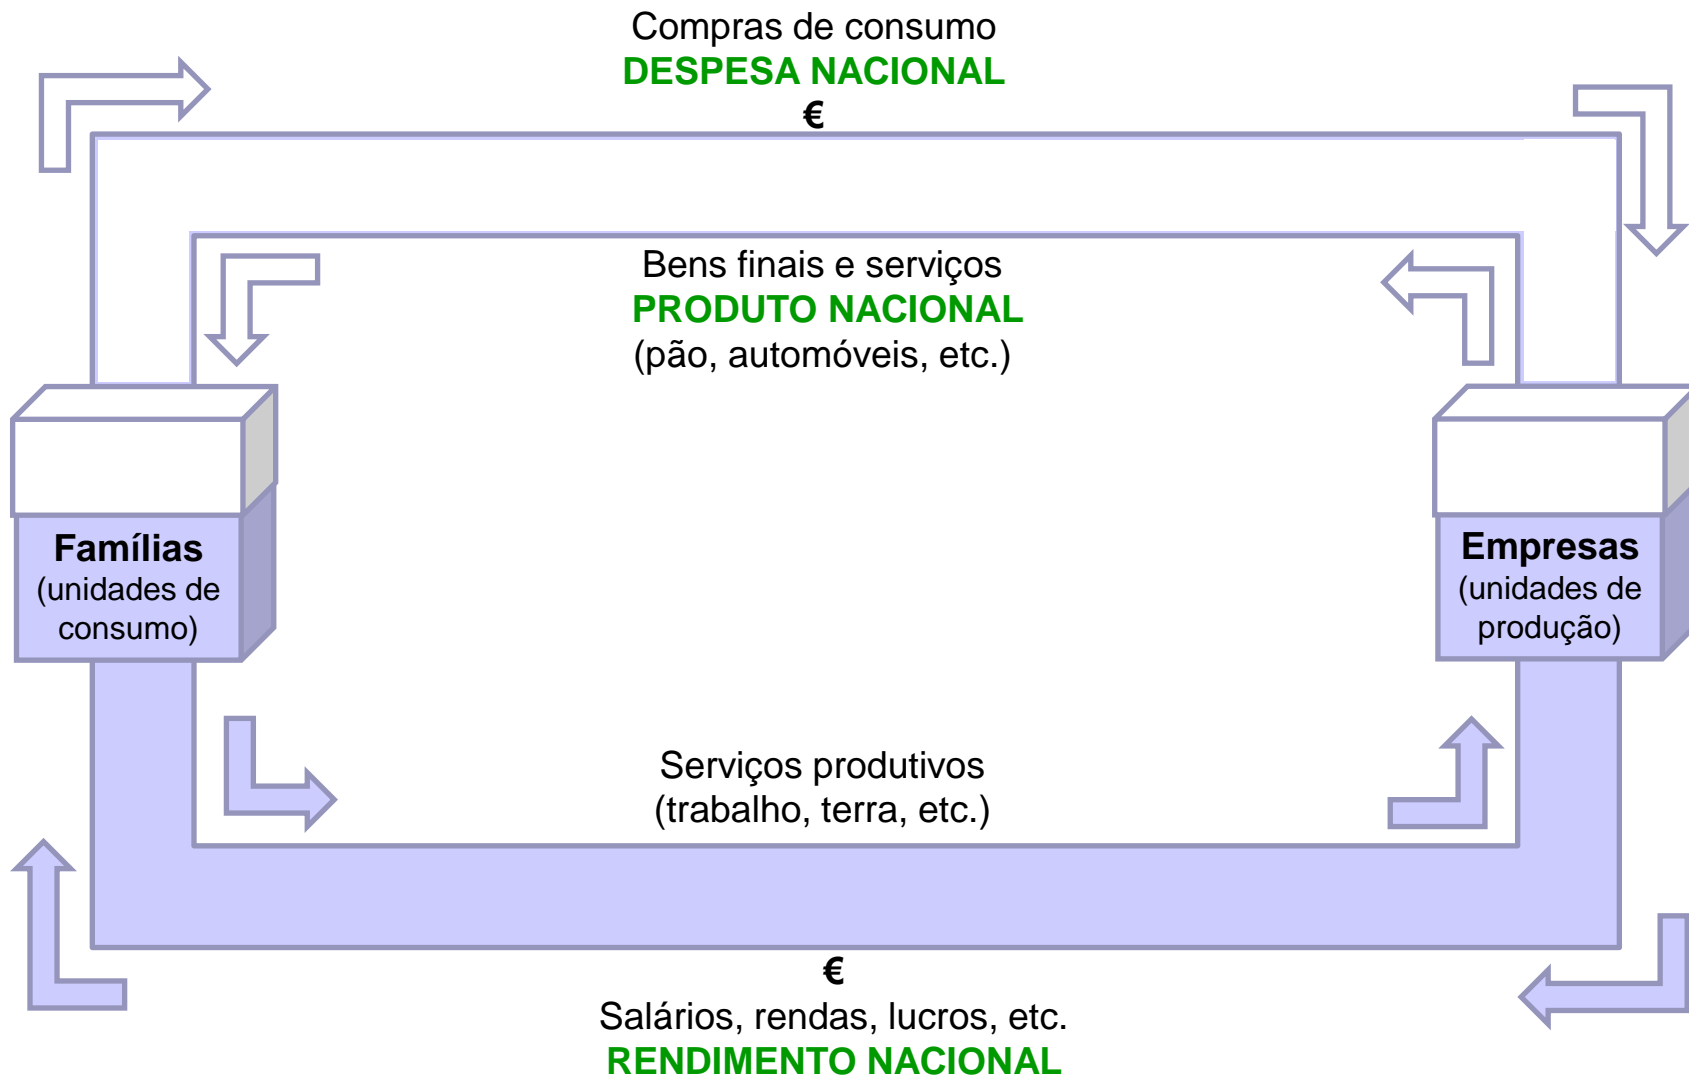 Compras de consumo
DESPESA NACIONAL
€
Bens finais e serviços
PRODUTO NACIONAL
(pão, automóveis, etc.)
Famílias
(unidades de
consumo)
Empresas
(unidades de
produção)
Serviços produtivos
(trabalho, terra, etc.)
€
Salários, rendas, lucros, etc.
RENDIMENTO NACIONAL